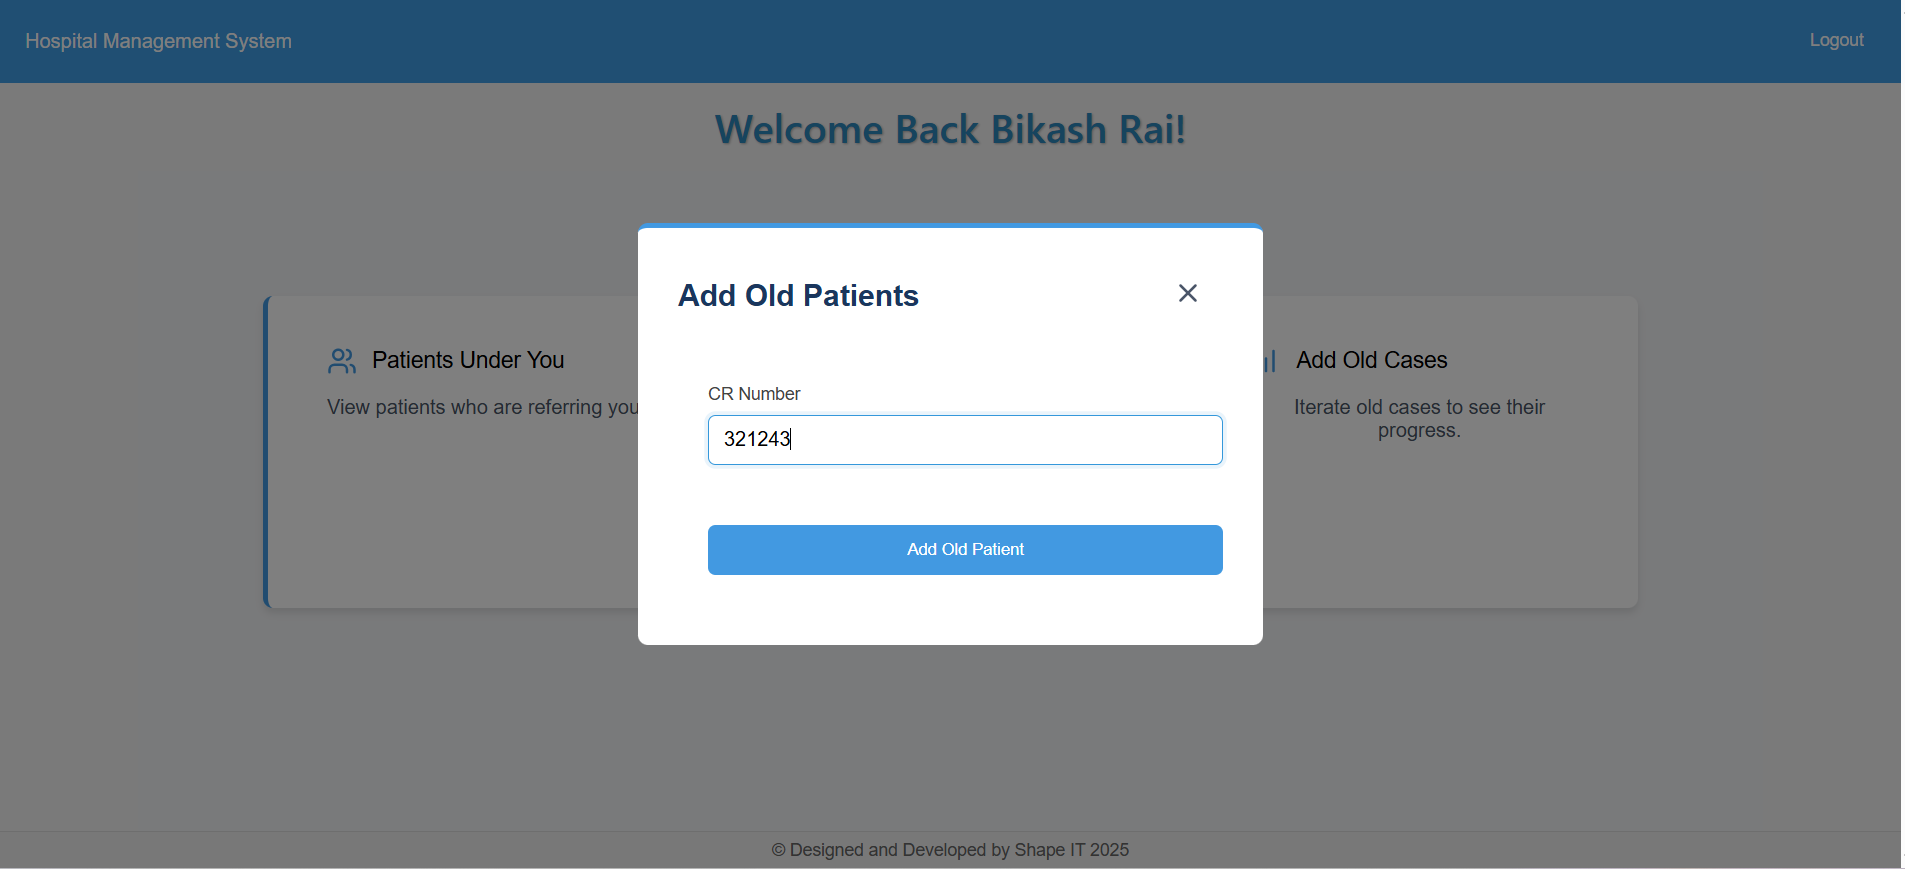 Hospital Management System
Logout
Welcome Back Bikash Rai!
Add Old Patients
CR Number
321243
Add Old Patient
Patients Under You
View patients who are referring you
Add Old Cases
Iterate old cases to see their
progress.
© Designed and Developed by Shape IT 2025